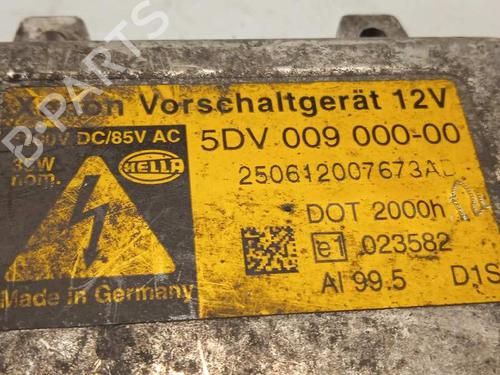 B-PARTS
Xenon Vorschaltgerät 12V
DC/85V AC
5DV 009 000-00
nom.
HELLA
250612007673A
DOT 2000h
e1 023582
Al 99.5 D1S
Made in Germany